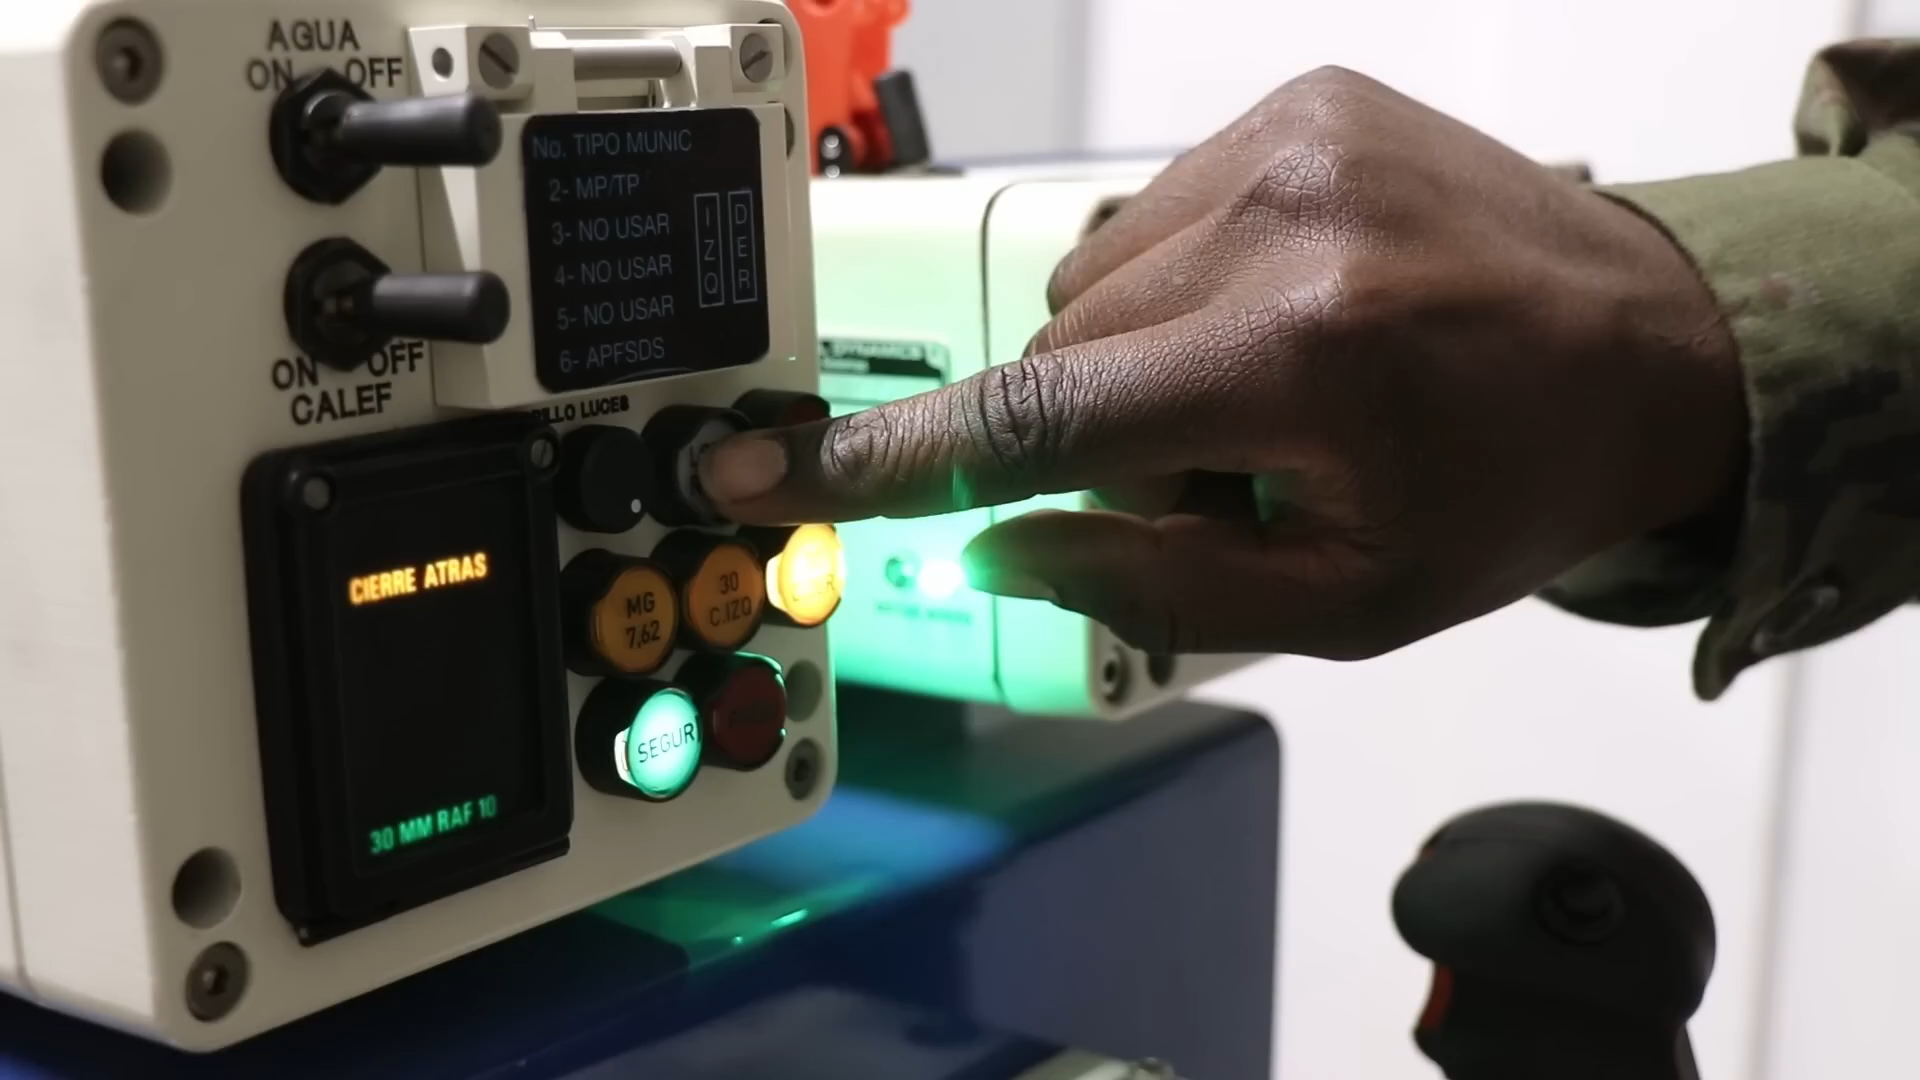 AGUA
ON OFF
No. TIPO MUNIC
2- MP/TP
3- NO USAR
4- NO USAR
5- NO USAR
6- APFSDS
IZQ
DER
ON OFF
CALEF
LUCES
CIERRE ATRAS
30 MM RAF 10
MG
7,62
30
C.IZQ
SEGUR